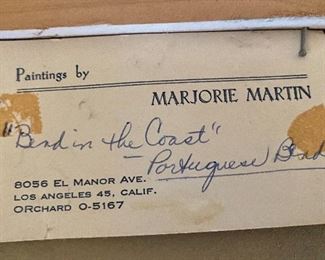 Paintings by
MARJORIE MARTIN
"Bend in the Coast"
Portuguese Bend
8056 EL MANOR AVE.
LOS ANGELES 45, CALIF.
ORCHARD 0-5167